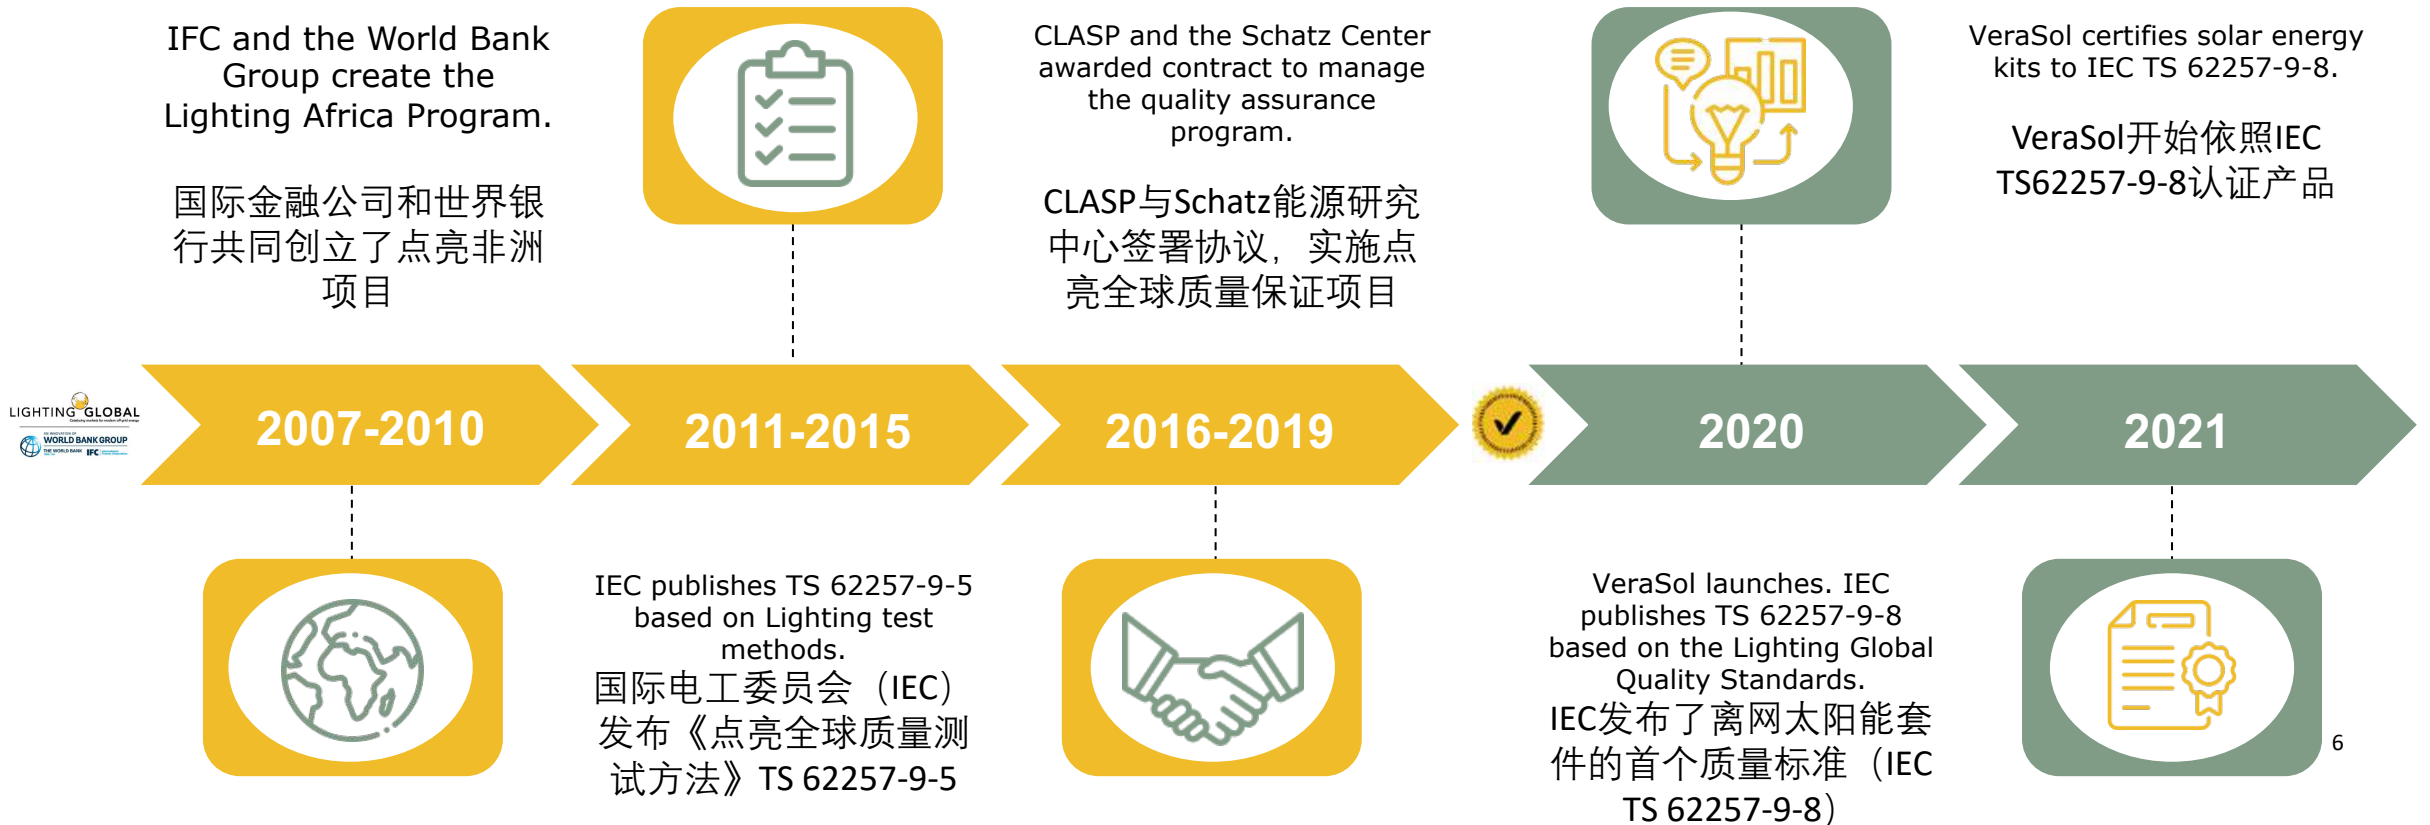 IFC and the World Bank
Group create the
Lighting Africa Program.
国际金融公司和世界银
行共同创立了点亮非洲
项目
CLASP and the Schatz Center
awarded contract to manage
the quality assurance
program.
CLASP与Schatz能源研究
中心签署协议，实施点
亮全球质量保证项目
VeraSol certifies solar energy
kits to IEC TS 62257-9-8.
VeraSol开始依照IEC
TS62257-9-8认证产品
LIGHTING GLOBAL
WORLD BANK GROUP
THE WORLD BANK IFC
2007-2010
2011-2015
2016-2019
2020
2021
IEC publishes TS 62257-9-5
based on Lighting test
methods.
国际电工委员会（IEC）
发布《点亮全球质量测
试方法》TS 62257-9-5
VeraSol launches. IEC
publishes TS 62257-9-8
based on the Lighting Global
Quality Standards.
IEC发布了离网太阳能套
件的首个质量标准（IEC
TS 62257-9-8）
6